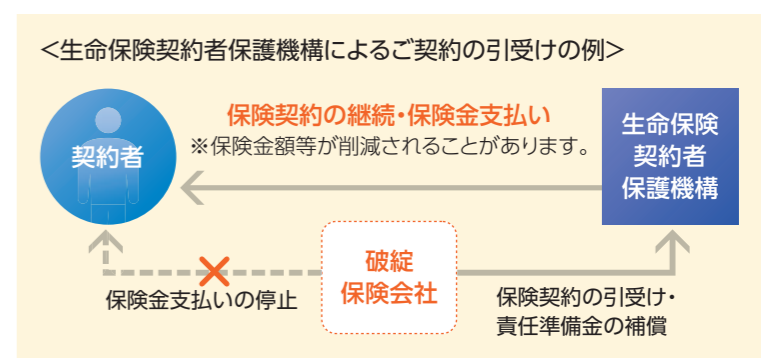 <生命保険契約者保護機構によるご契約の引受けの例>
保険契約の継続・保険金支払い
※保険金額等が削減されることがあります。
契約者
生命保険
契約者
保護機構
破綻
保険会社
保険金支払いの停止
保険契約の引受け・
責任準備金の補償